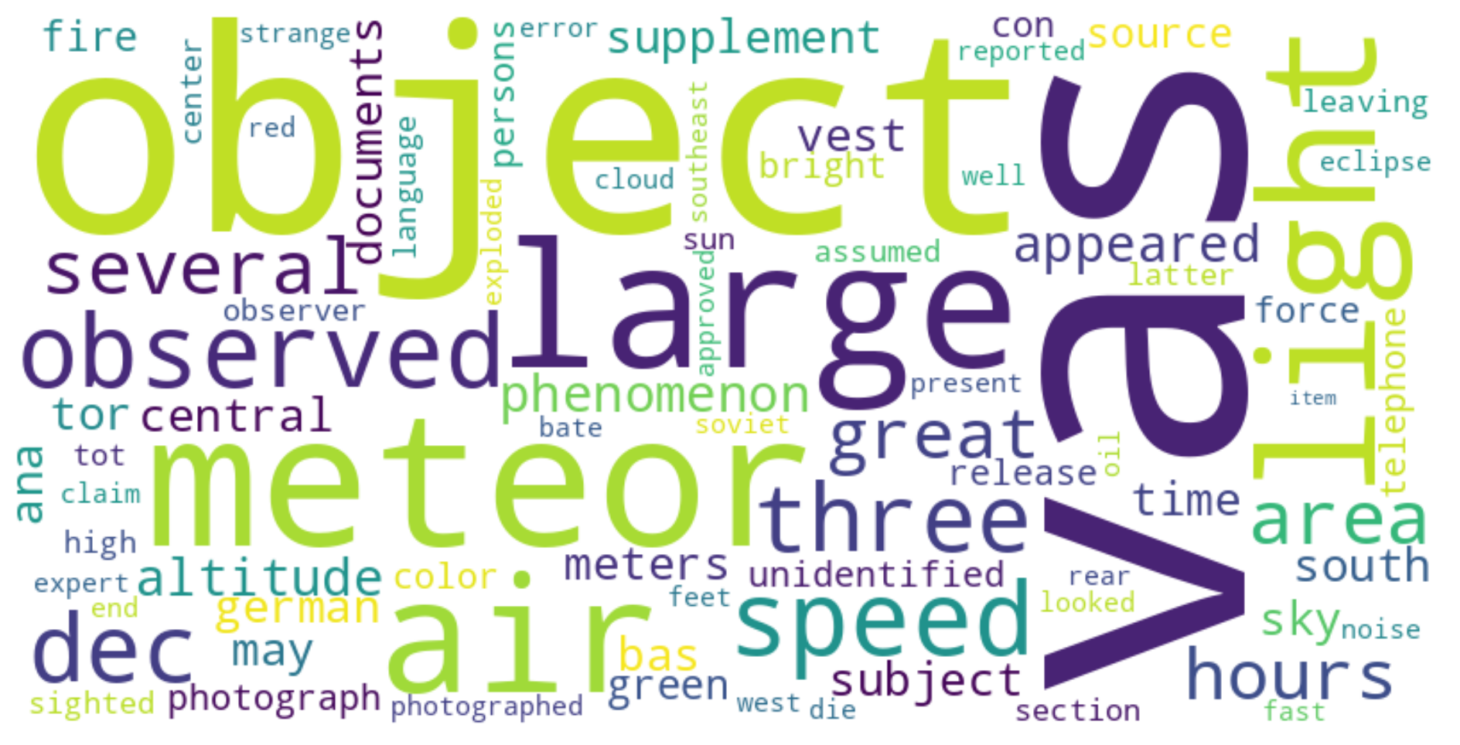 fire
center
strange
documents
persons
error
supplement
con
reported
source
object
red
language
exploded
cloud
southeast
vest
bright
well
vas
light
leaving
eclipse
several
observer
sun
assumed
appeared
latter
force
observed
large
approved
telephone
phenomenon
present
item
tor
central
bate
soviet
great
ana
tot
claim
meteor
release
oil
high
three
time
area
expert
altitude
color
meters
unidentified
rear
south
end
german
air
feet
speed
looked
sky
noise
dec
may
bas
hours
sighted
photograph
photographed
green
west
die
subject
section
fast